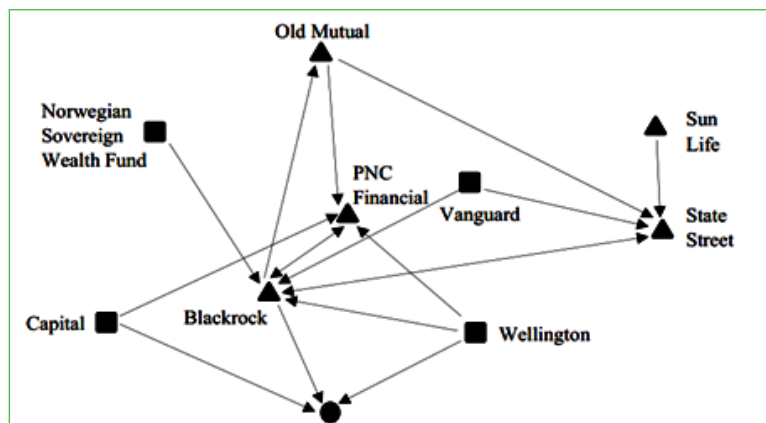 Old Mutual
Norwegian
Sovereign
Wealth Fund
Sun
Life
PNC
Financial
Vanguard
State
Street
Capital
Blackrock
Wellington